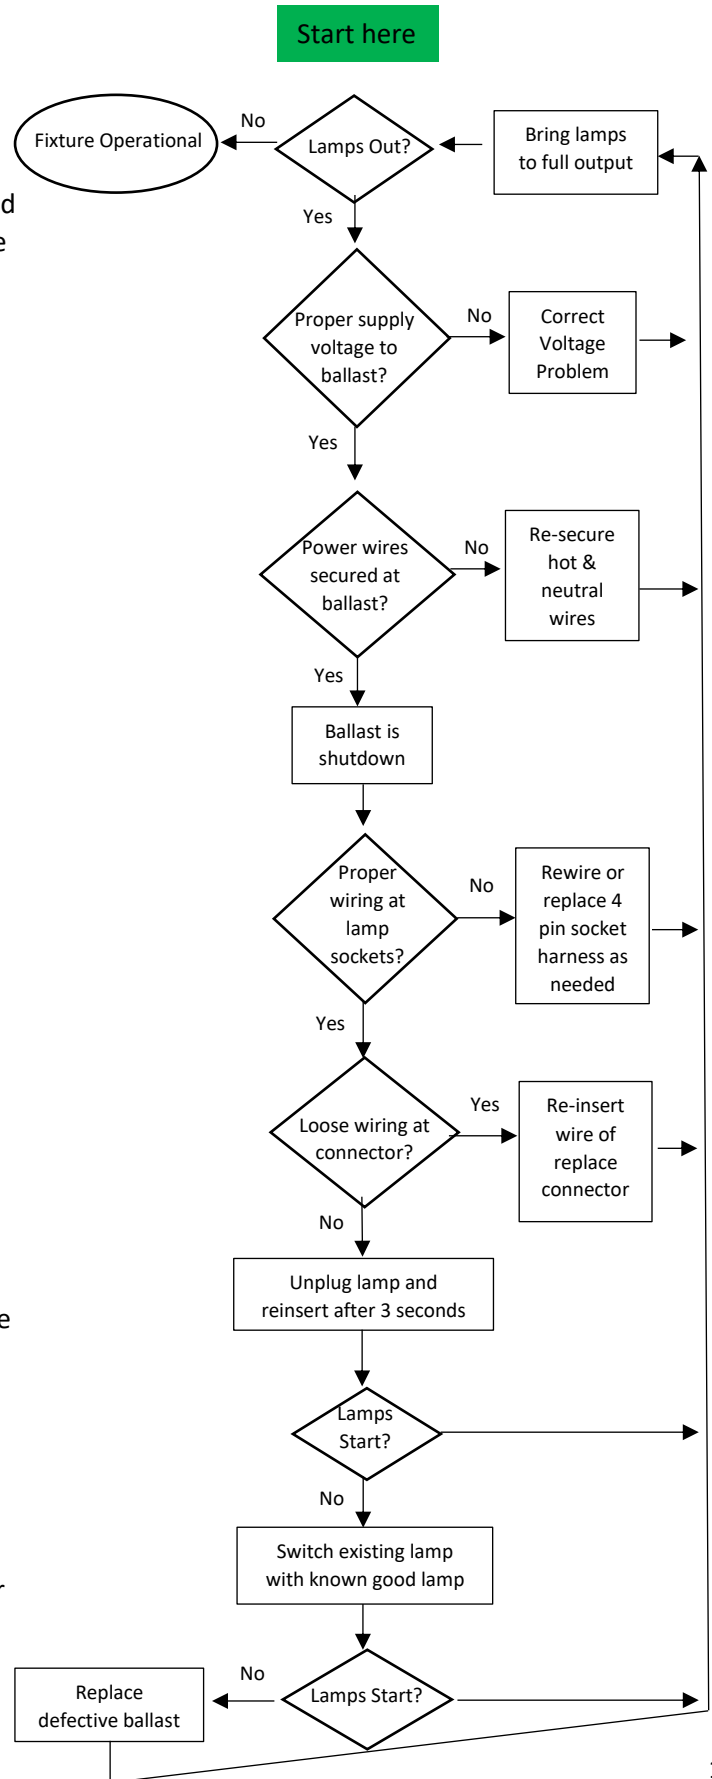 Start here
Fixture Operational
No
Lamps Out?
Bring lamps
to full output
d
e
Yes
Proper supply
voltage to
ballast?
No
Correct
Voltage
Problem
Yes
Power wires
secured at
ballast?
No
Re-secure
hot &
neutral
wires
Yes
Ballast is
shutdown
Proper
wiring at
lamp
sockets?
No
Rewire or
replace 4
pin socket
harness as
needed
Yes
Loose wiring at
connector?
Yes
Re-insert
wire of
replace
connector
No
Unplug lamp and
reinsert after 3 seconds
e
Lamps
Start?
No
Switch existing lamp
with known good lamp
r
Lamps Start?
No
Replace
defective ballast